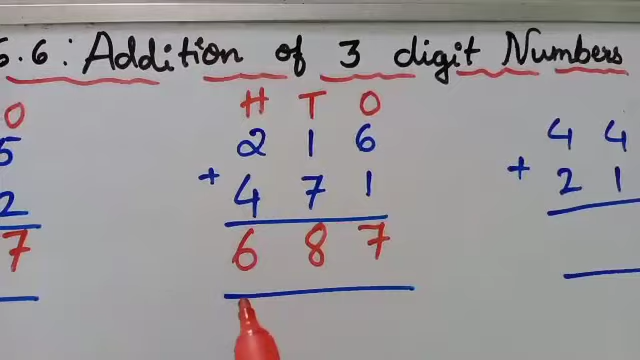 5.6: Addition of 3 digit Numbers
O H T O
5 2 1 6 4 4
2 + 4 7 1 + 2 1
7 6 8 7